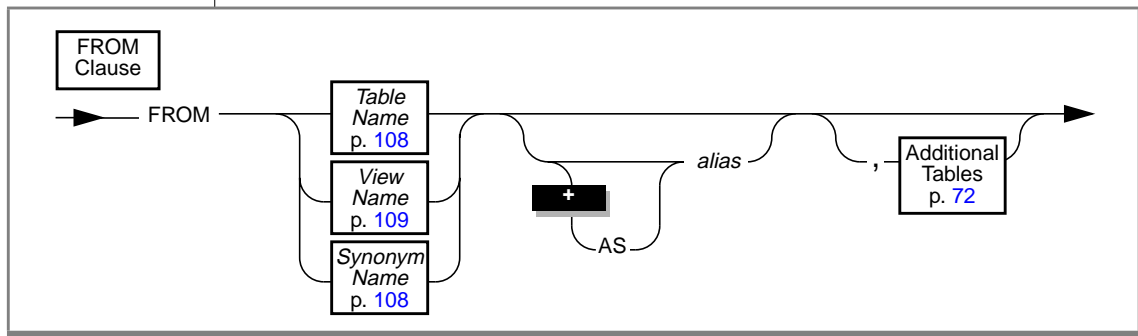 FROM
Clause
FROM
Table
Name
p. 108
View
Name
p. 109
Synonym
Name
p. 108
+
AS
alias
,
Additional
Tables
p. 72